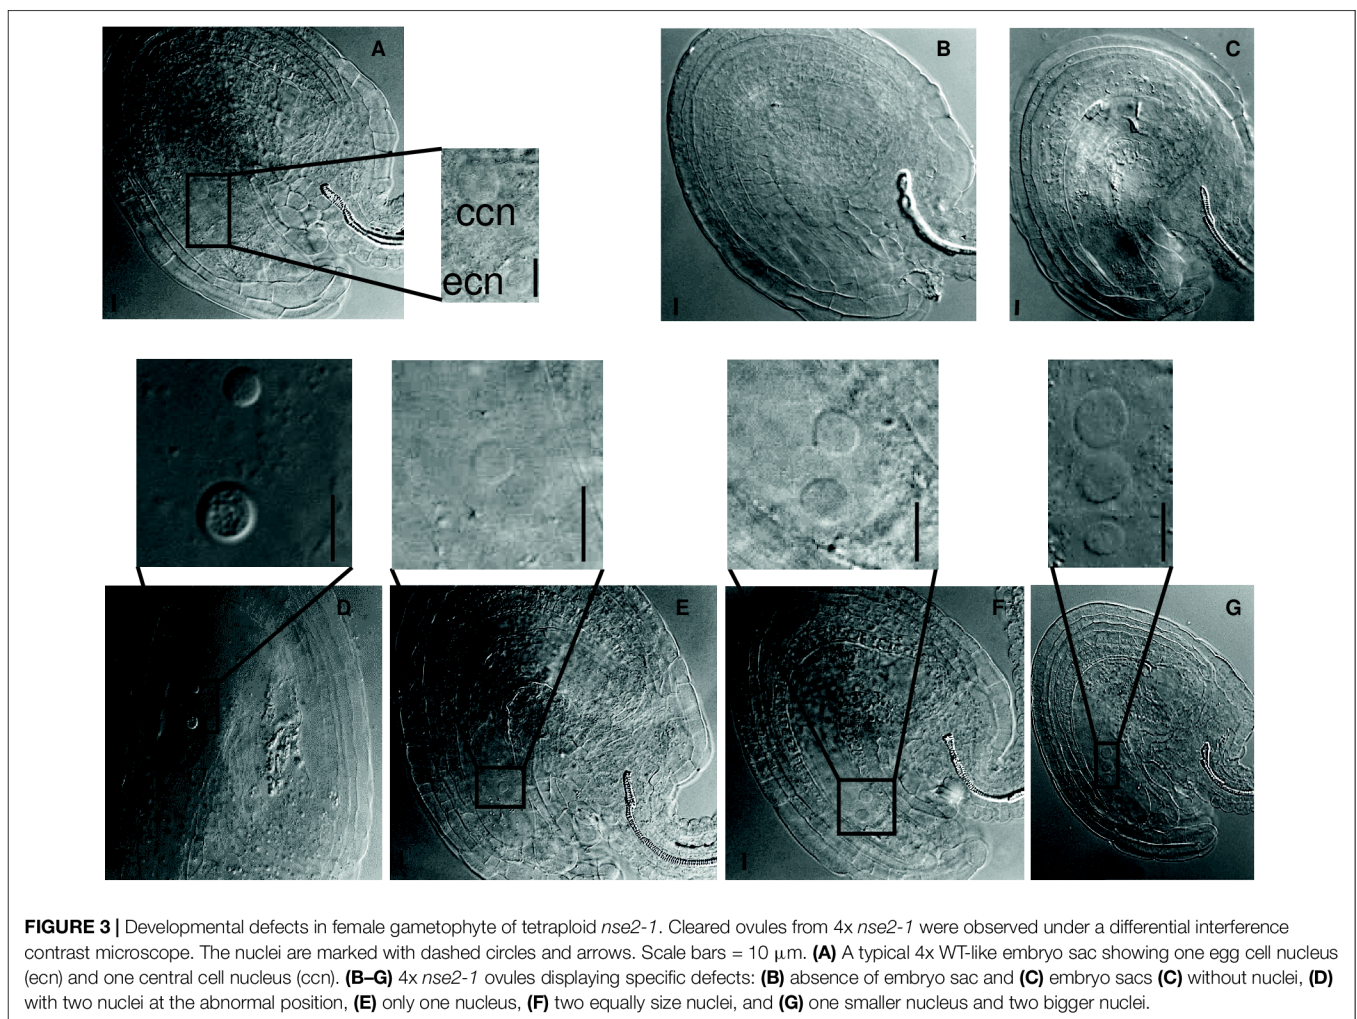 A
B
C
ccn
ecn
D
E
F
G
FIGURE 3 | Developmental defects in female gametophyte of tetraploid nse2-1. Cleared ovules from 4x nse2-1 were observed under a differential interference
contrast microscope. The nuclei are marked with dashed circles and arrows. Scale bars = 10 μm. (A) A typical 4x WT-like embryo sac showing one egg cell nucleus
(ecn) and one central cell nucleus (ccn). (B–G) 4x nse2-1 ovules displaying specific defects: (B) absence of embryo sac and (C) embryo sacs (C) without nuclei, (D)
with two nuclei at the abnormal position, (E) only one nucleus, (F) two equally size nuclei, and (G) one smaller nucleus and two bigger nuclei.